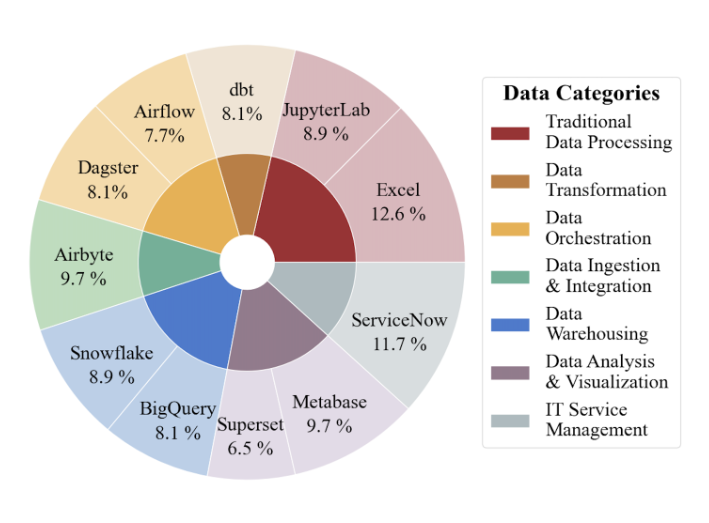 dbt
8.1%
JupyterLab
8.9 %
Excel
12.6 %
ServiceNow
11.7 %
Metabase
9.7 %
Superset
6.5 %
BigQuery
8.1 %
Snowflake
8.9 %
Airbyte
9.7 %
Dagster
8.1%
Airflow
7.7%
Data Categories
Traditional
Data Processing
Data
Transformation
Data
Orchestration
Data Ingestion
& Integration
Data
Warehousing
Data Analysis
& Visualization
IT Service
Management